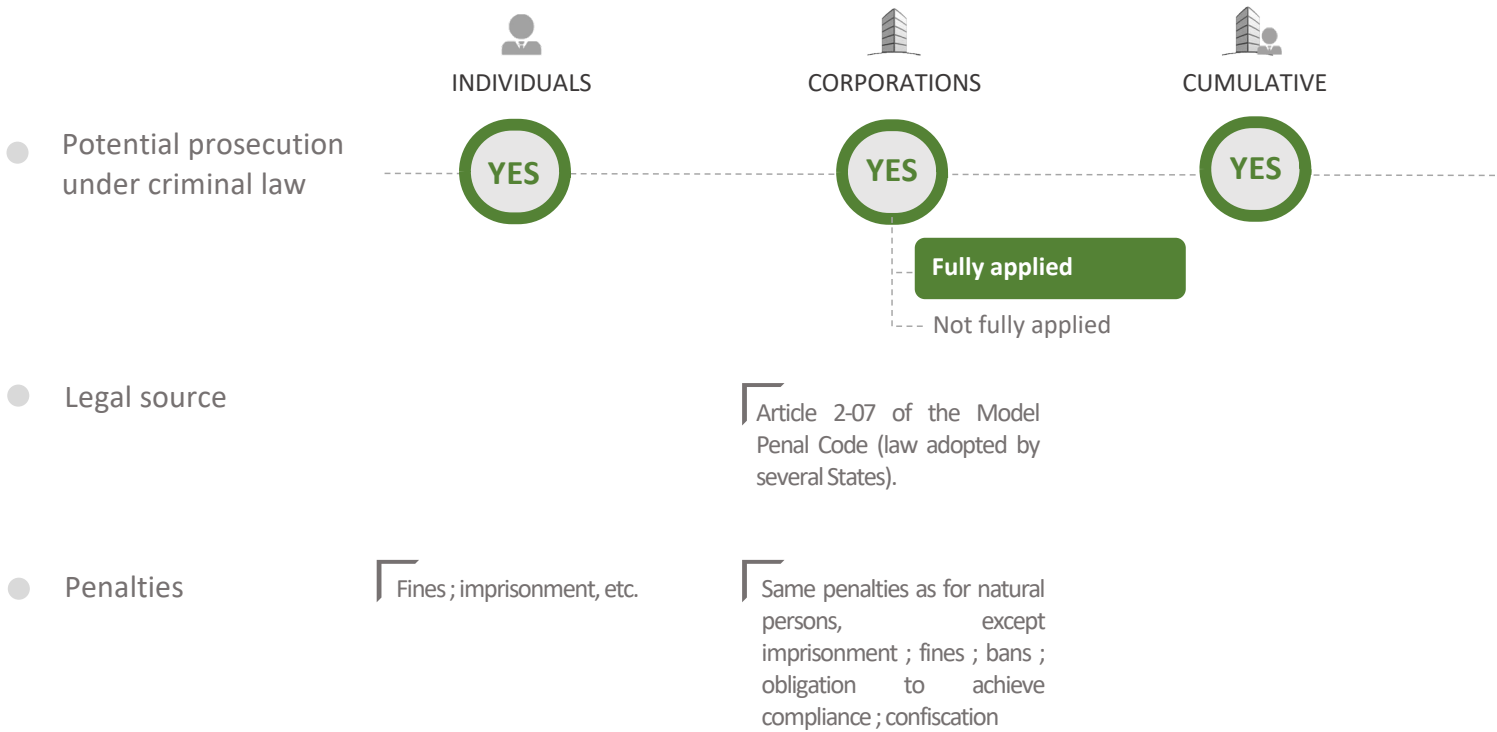 INDIVIDUALS
CORPORATIONS
CUMULATIVE
Potential prosecution
under criminal law
YES
YES
YES
Fully applied
Not fully applied
Legal source
Article 2-07 of the Model
Penal Code (law adopted by
several States).
Penalties
Fines ; imprisonment, etc.
Same penalties as for natural
persons, except
imprisonment ; fines ; bans ;
obligation to achieve
compliance ; confiscation